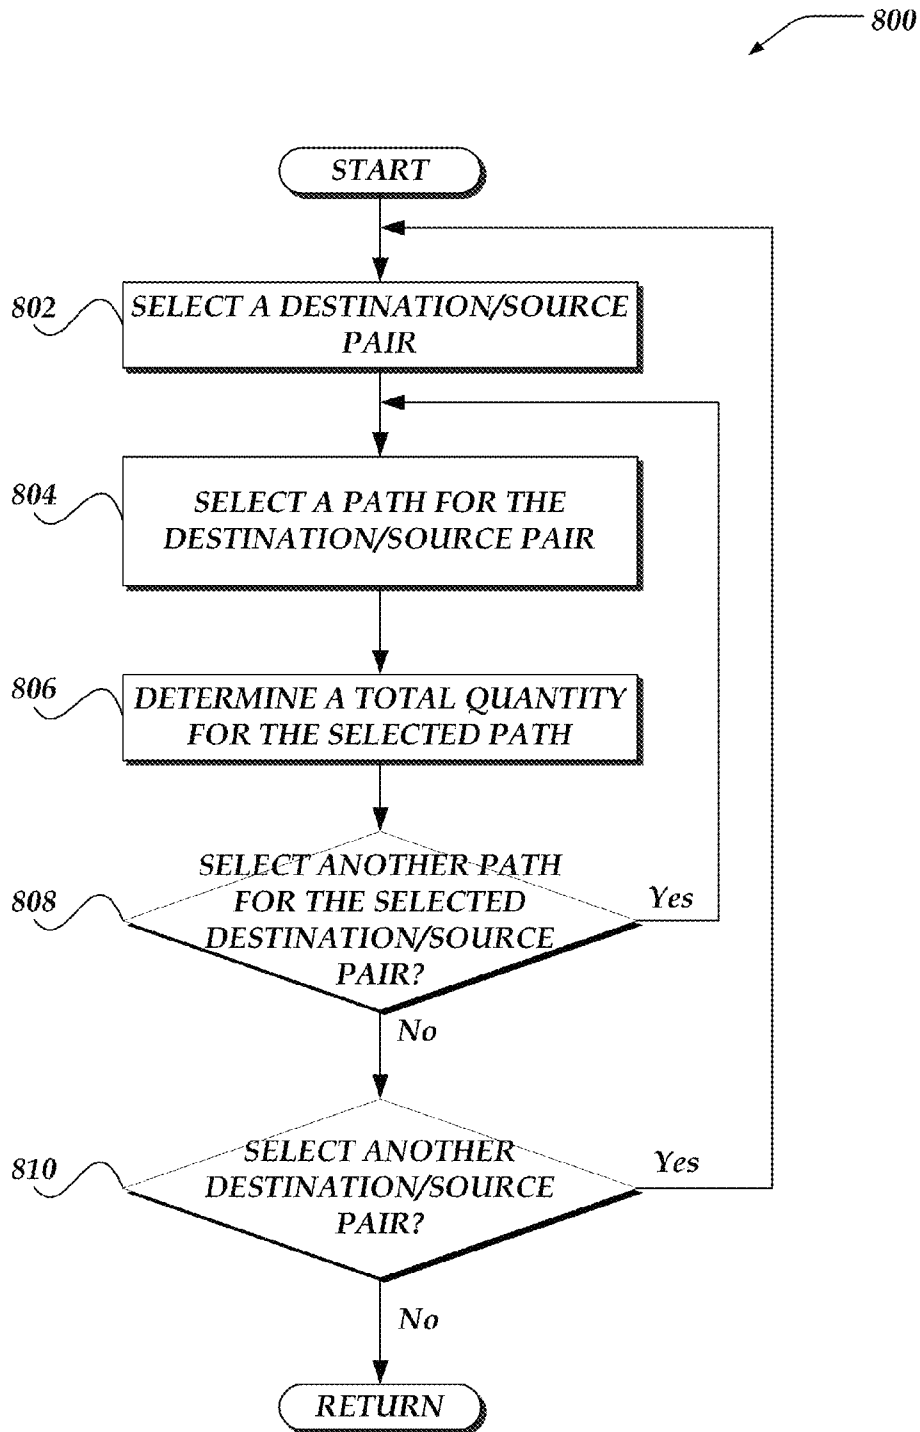 800
START
802
SELECT A DESTINATION/SOURCE
PAIR
804
SELECT A PATH FOR THE
DESTINATION/SOURCE PAIR
806
DETERMINE A TOTAL QUANTITY
FOR THE SELECTED PATH
808
SELECT ANOTHER PATH
FOR THE SELECTED
DESTINATION/SOURCE
PAIR?
Yes
No
810
SELECT ANOTHER
DESTINATION/SOURCE
PAIR?
Yes
No
RETURN